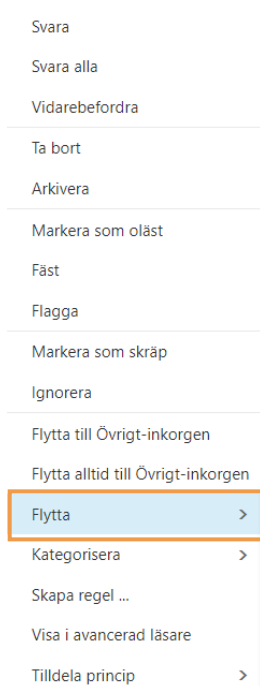 Svara
Svara alla
Vidarebefordra
Ta bort
Arkivera
Markera som oläst
Fäst
Flagga
Markera som skräp
Ignorera
Flytta till Övrigt-inkorgen
Flytta alltid till Övrigt-inkorgen
Flytta
Kategorisera
Skapa regel ...
Visa i avancerad läsare
Tilldela princip